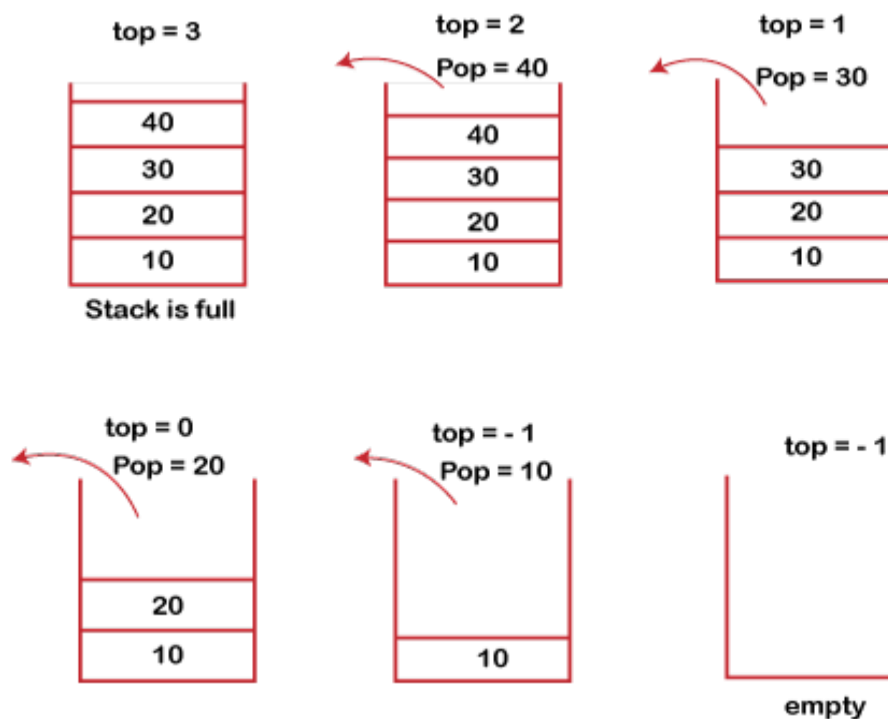 top = 3
40
30
20
10
Stack is full
top = 2
Pop = 40
40
30
20
10
top = 1
Pop = 30
30
20
10
top = 0
Pop = 20
20
10
top = - 1
Pop = 10
10
top = - 1
empty